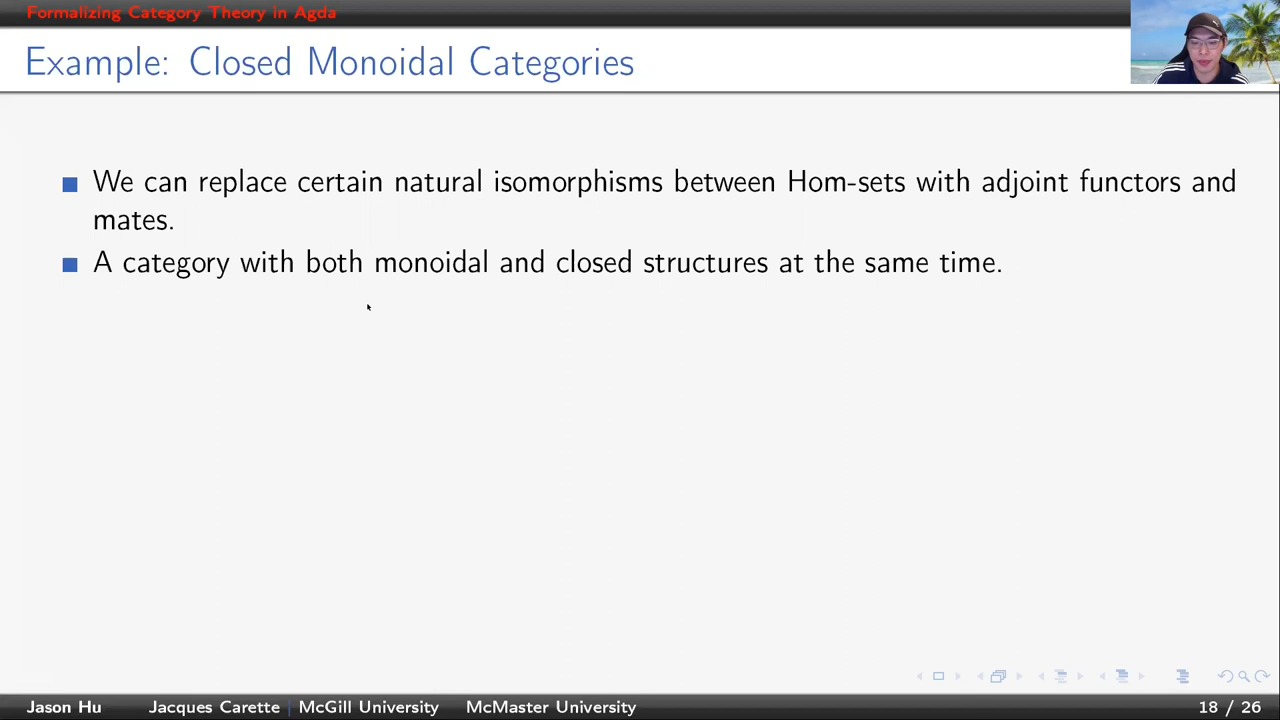 Formalizing Category Theory in Agda
Example: Closed Monoidal Categories
We can replace certain natural isomorphisms between Hom-sets with adjoint functors and
mates.
A category with both monoidal and closed structures at the same time.
Jason Hu Jacques Carette McGill University McMaster University 18 / 26